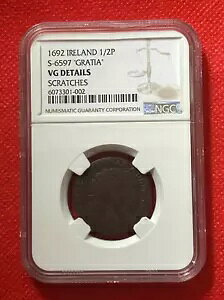 1692 IRELAND 1/2P
S-6597 'GRATIA'
VG DETAILS
SCRATCHES
6073301-002
NGC
NUMISMATIC GUARANTY CORPORATION